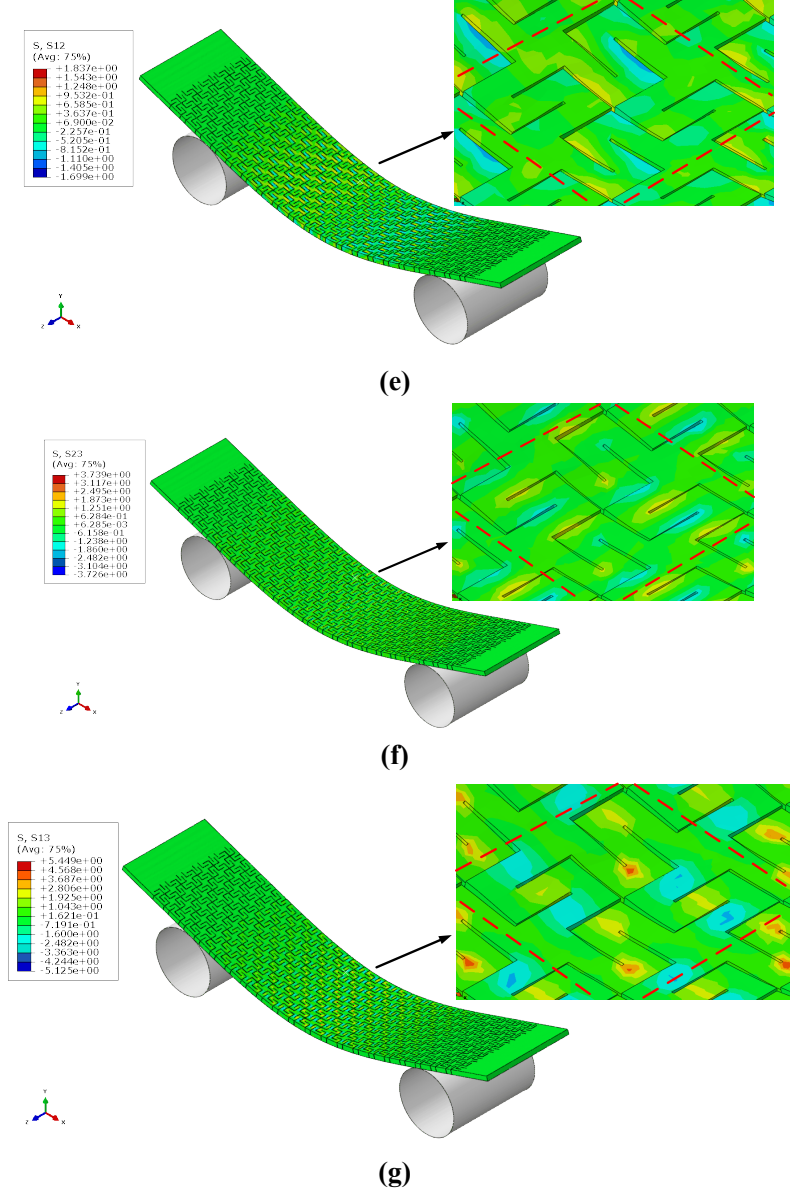 S, S12
(Avg: 75%)
+1.837e+00
+1.543e+00
+1.248e+00
+9.532e-01
+6.585e-01
+3.637e-01
+6.900e-02
-2.257e-01
-5.205e-01
-8.152e-01
-1.110e+00
-1.405e+00
-1.699e+00
Y
Z
X
(e)
S, S23
(Avg: 75%)
+3.739e+00
+3.117e+00
+2.495e+00
+1.873e+00
+1.251e+00
+6.284e-01
+6.285e-03
-6.158e-01
-1.238e+00
-1.860e+00
-2.482e+00
-3.104e+00
-3.726e+00
Y
Z
X
(f)
S, S13
(Avg: 75%)
+5.449e+00
+4.568e+00
+3.687e+00
+2.806e+00
+1.925e+00
+1.043e+00
+1.621e-01
-7.191e-01
-1.600e+00
-2.482e+00
-3.363e+00
-4.244e+00
-5.125e+00
Y
Z
X
(g)